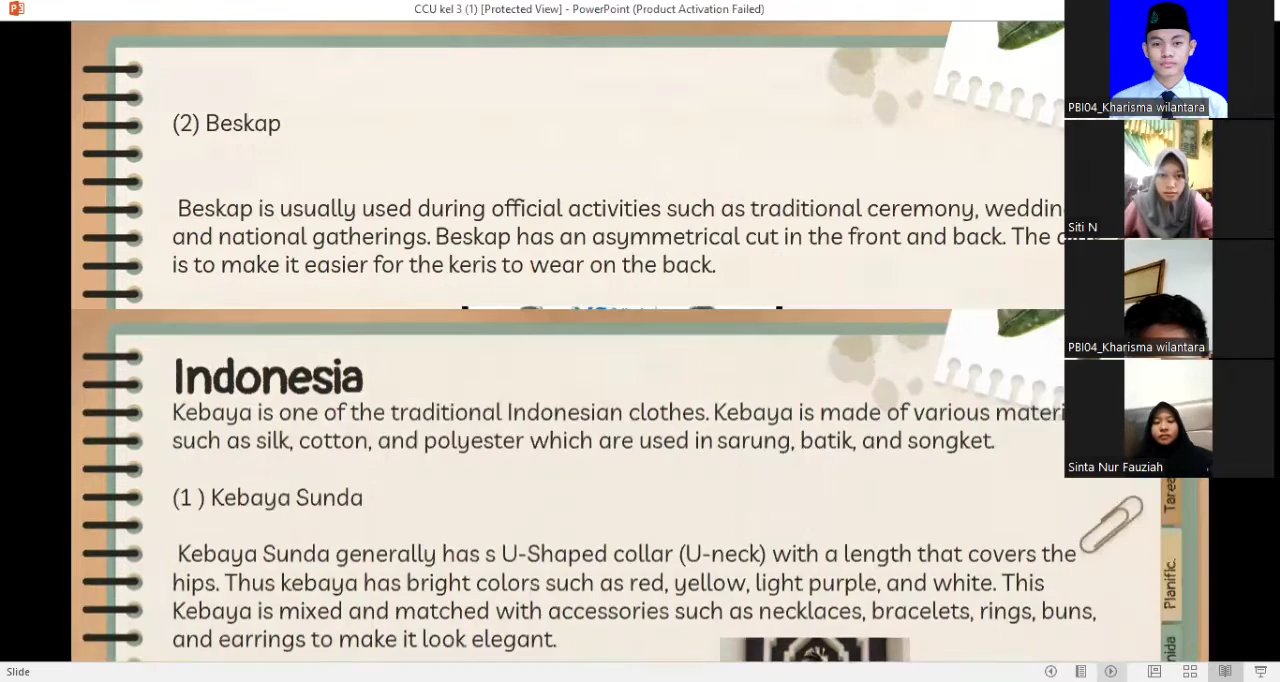 CCU kel 3 (1) [Protected View] - PowerPoint (Product Activation Failed)
(2) Beskap
Beskap is usually used during official activities such as traditional ceremony,
and national gatherings. Beskap has an asymmetrical cut in the front and back. The
is to make it easier for the keris to wear on the back.
Indonesia
Kebaya is one of the traditional Indonesian clothes. Kebaya is made of various
such as silk, cotton, and polyester which are used in sarung, batik, and songket.
(1 ) Kebaya Sunda
Kebaya Sunda generally has s U-Shaped collar (U-neck) with a length that covers the
hips. Thus kebaya has bright colors such as red, yellow, light purple, and white. This
Kebaya is mixed and matched with accessories such as necklaces, bracelets, rings, buns,
and earrings to make it look elegant.
Planific.
PBI04_Kharisma wilantara
Siti N
PBI04_Kharisma wilantara
Sinta Nur Fauziah
Slide